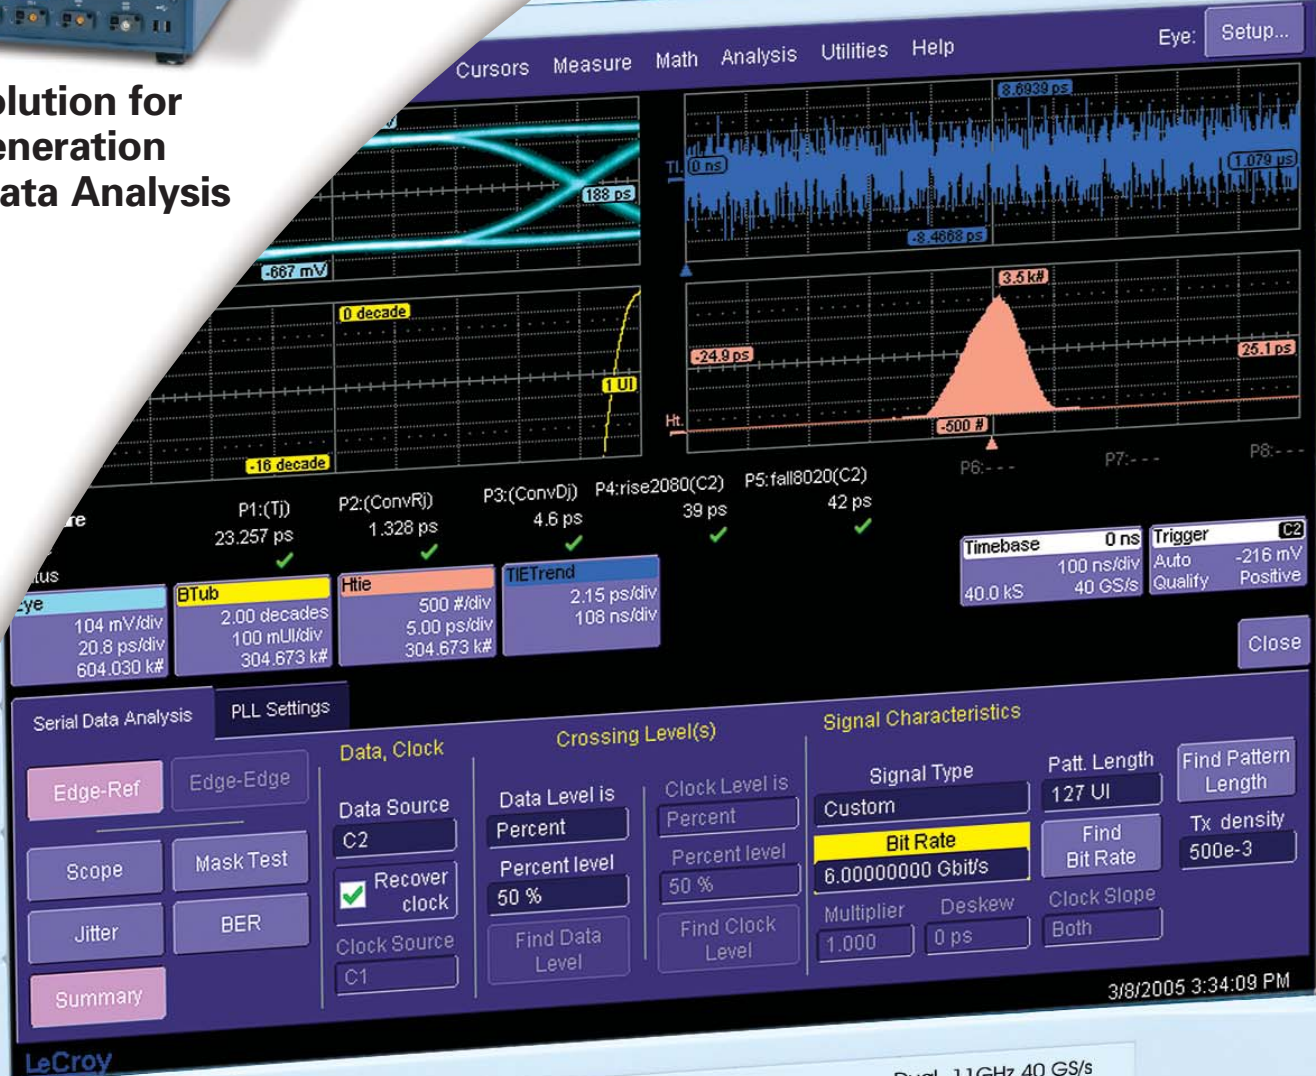 olution for
eneration
ata Analysis
Cursors Measure Math Analysis Utilities Help
Eye: Setup...
188 ps
-667 mV
8.6939 ps
TI.
0 ns
1.079 µs
-8.4668 ps
0 decade
1 UI
-16 decade
3.5 k#
-24.9 ps
25.1 ps
Ht.
-500 #
re
P1:(Tj) P2:(ConvRj) P3:(ConvDj) P4:rise2080(C2) P5:fall8020(C2) P6:- - - P7:- - - P8:- - -
23.257 ps 1.328 ps 4.6 ps 39 ps 42 ps
tus
Eye
104 mV/div
20.8 ps/div
604.030 k#
BTub
2.00 decades
100 mUI/div
304.673 k#
Htie
500 #/div
5.00 ps/div
304.673 k#
TIETrend
2.15 ps/div
108 ns/div
Timebase 0 ns
100 ns/div
40.0 kS 40 GS/s
Trigger C2
Auto -216 mV
Qualify Positive
Close
Serial Data Analysis
PLL Settings
Edge-Ref
Edge-Edge
Scope
Mask Test
Jitter
BER
Summary
Data, Clock
Data Source
C2
Recover
clock
Clock Source
C1
Crossing Level(s)
Data Level is
Percent
Percent level
50 %
Find Data
Level
Clock Level is
Percent
Percent level
50 %
Find Clock
Level
Signal Characteristics
Signal Type
Custom
Bit Rate
6.00000000 Gbit/s
Multiplier
1.000
Deskew
0 ps
Patt. Length
127 UI
Find
Bit Rate
Clock Slope
Both
Find Pattern
Length
Tx density
500e-3
3/8/2005 3:34:09 PM
LeCroy
11GHz 40 GS/s